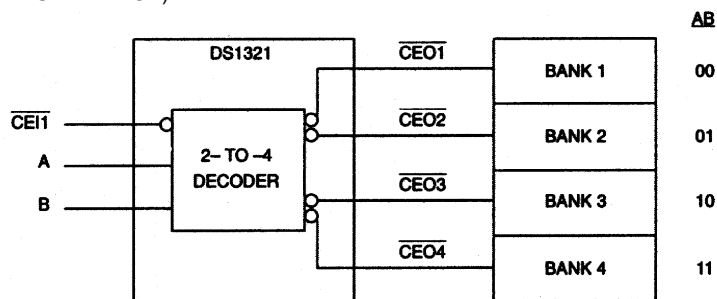 AB
DS1321
CEO1
BANK 1
00
CEI1
CEO2
BANK 2
01
A
2– TO –4
DECODER
CEO3
BANK 3
10
B
CEO4
BANK 4
11